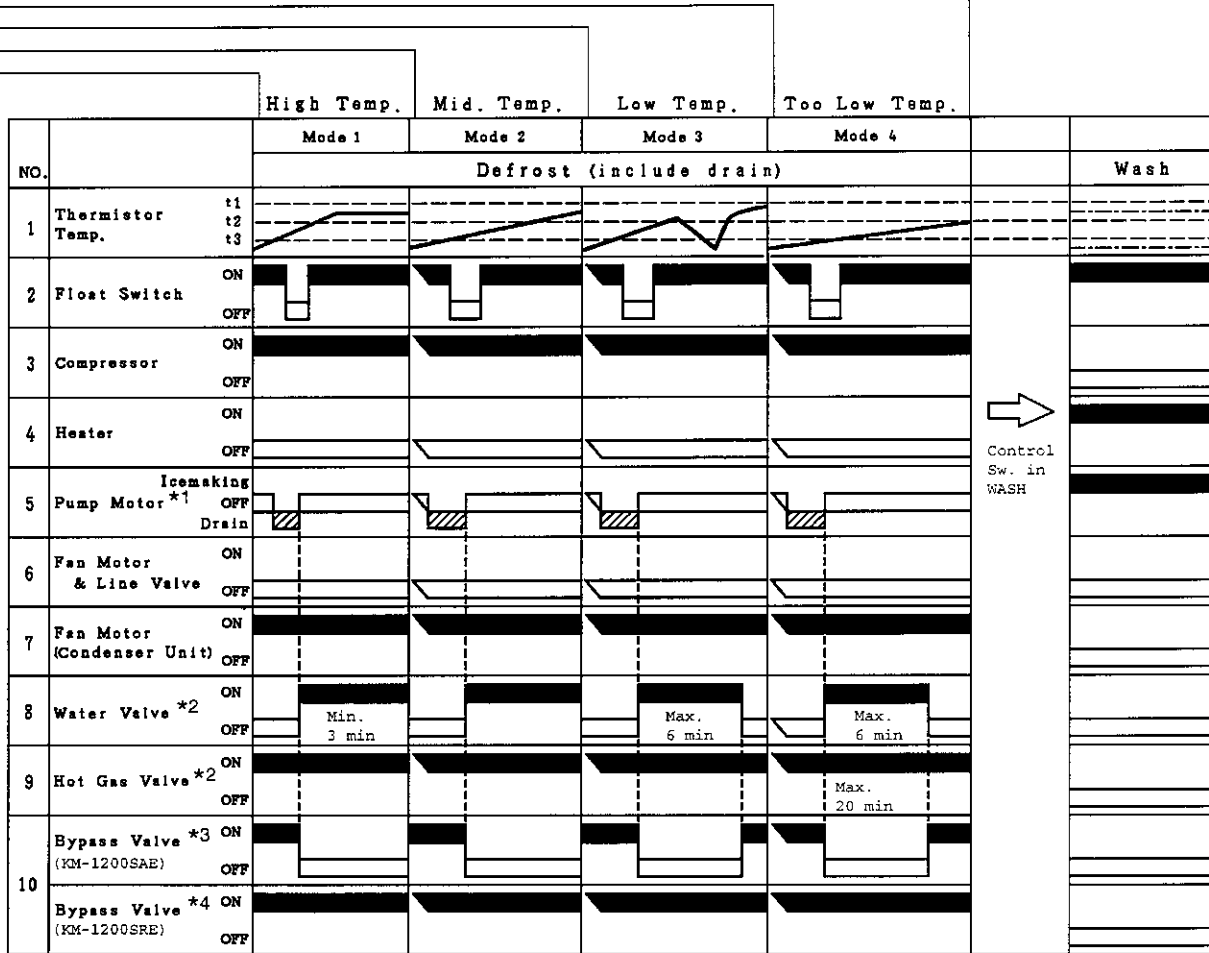 High Temp. Mid. Temp. Low Temp. Too Low Temp.
Mode 1 Mode 2 Mode 3 Mode 4
NO. Defrost (include drain) Wash
1 Thermistor Temp. t1 t2 t3
2 Float Switch ON OFF
3 Compressor ON OFF
4 Heater ON OFF
Control Sw. in WASH
5 Pump Motor *1 Icemaking OFF Drain
6 Fan Motor & Line Valve ON OFF
7 Fan Motor (Condenser Unit) ON OFF
8 Water Valve *2 ON OFF Min. 3 min Max. 6 min Max. 6 min
9 Hot Gas Valve *2 ON OFF Max. 20 min
10 Bypass Valve *3 (KM-1200SAE) ON OFF
Bypass Valve *4 (KM-1200SRE) ON OFF